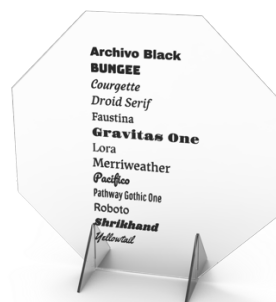 Archivo Black
BUNGEE
Courgette
Droid Serif
Faustina
Gravitas One
Lora
Merriweather
Pacifico
Pathway Gothic One
Roboto
Shrikhand
Yellowtail